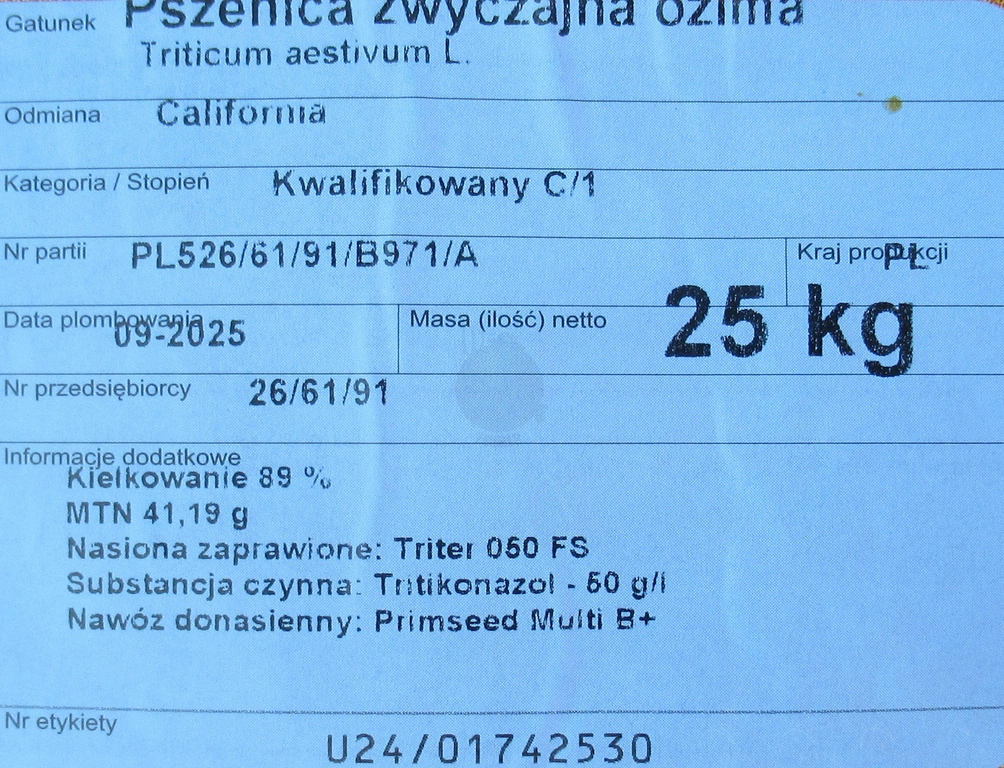 Gatunek Pszenica zwyczajna ozima
Triticum aestivum L.
Odmiana California
Kategoria / Stopień Kwalifikowany C/1
Nr partii PL526/61/91/B971/A Kraj produkcji PL
Data plombowania 09-2025 Masa (ilość) netto 25 kg
Nr przedsiębiorcy 26/61/91
Informacje dodatkowe
Kiełkowanie 89 %
MTN 41,19 g
Nasiona zaprawione: Triter 050 FS
Substancja czynna: Tritikonazol - 50 g/l
Nawóz donasienny: Primseed Multi B+
Nr etykiety
U24/01742530